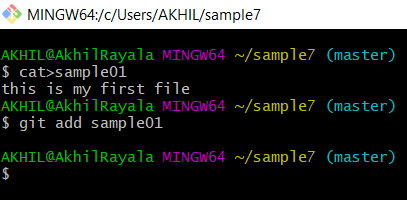 MINGW64:/c/Users/AKHIL/sample7
AKHIL@AkhilRayala MINGW64 ~/sample7 (master)
$ cat>sample01
this is my first file
AKHIL@AkhilRayala MINGW64 ~/sample7 (master)
$ git add sample01
AKHIL@AkhilRayala MINGW64 ~/sample7 (master)
$